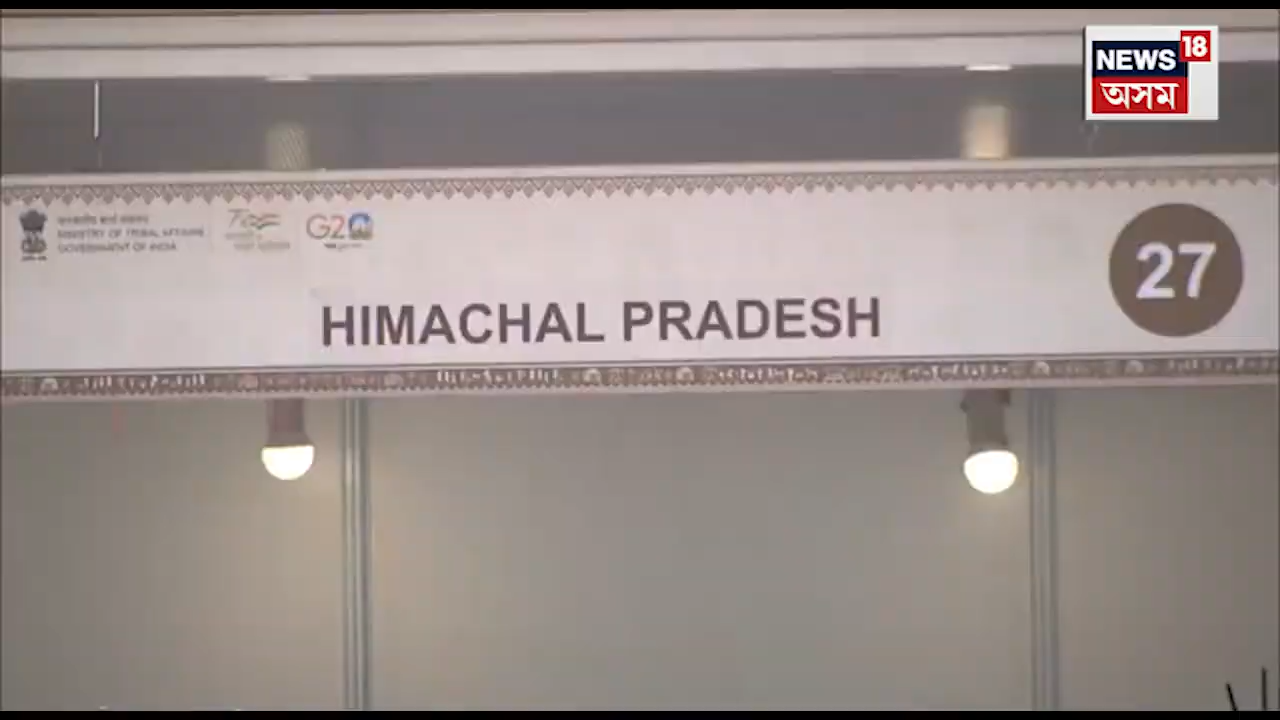 NEWS 18
অসম
MINISTRY OF TRIBAL AFFAIRS
GOVERNMENT OF INDIA
G20
HIMACHAL PRADESH
27